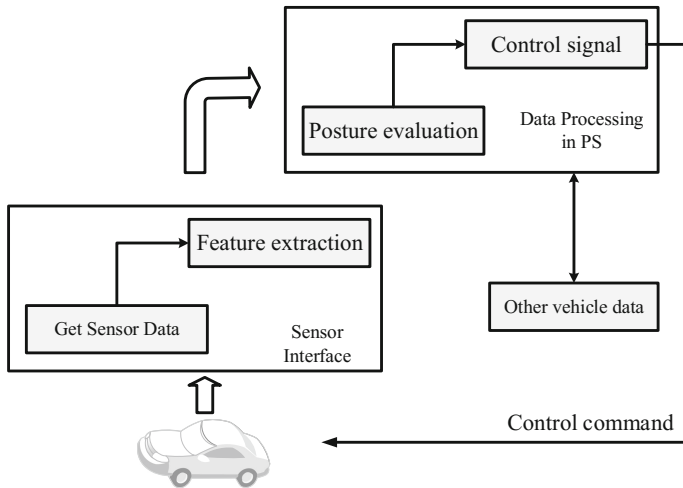 Control signal
Posture evaluation
Data Processing
in PS
Feature extraction
Get Sensor Data
Sensor
Interface
Other vehicle data
Control command